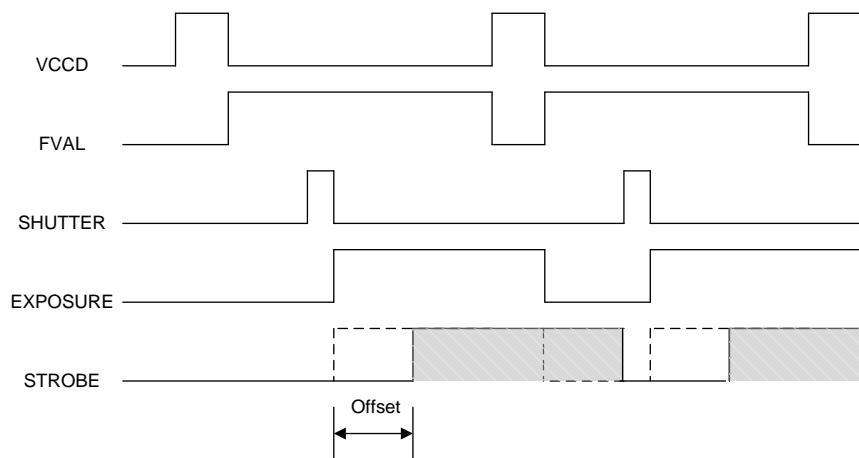 VCCD
FVAL
SHUTTER
EXPOSURE
STROBE
Offset